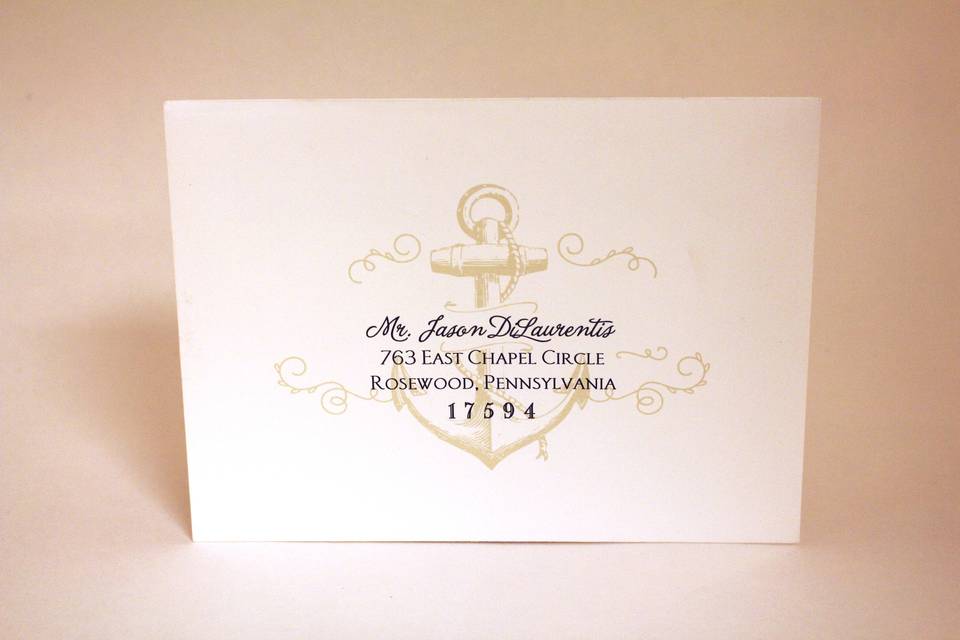 Mr. Jason DiLaurentis
763 East Chapel Circle
Rosewood, Pennsylvania
17594